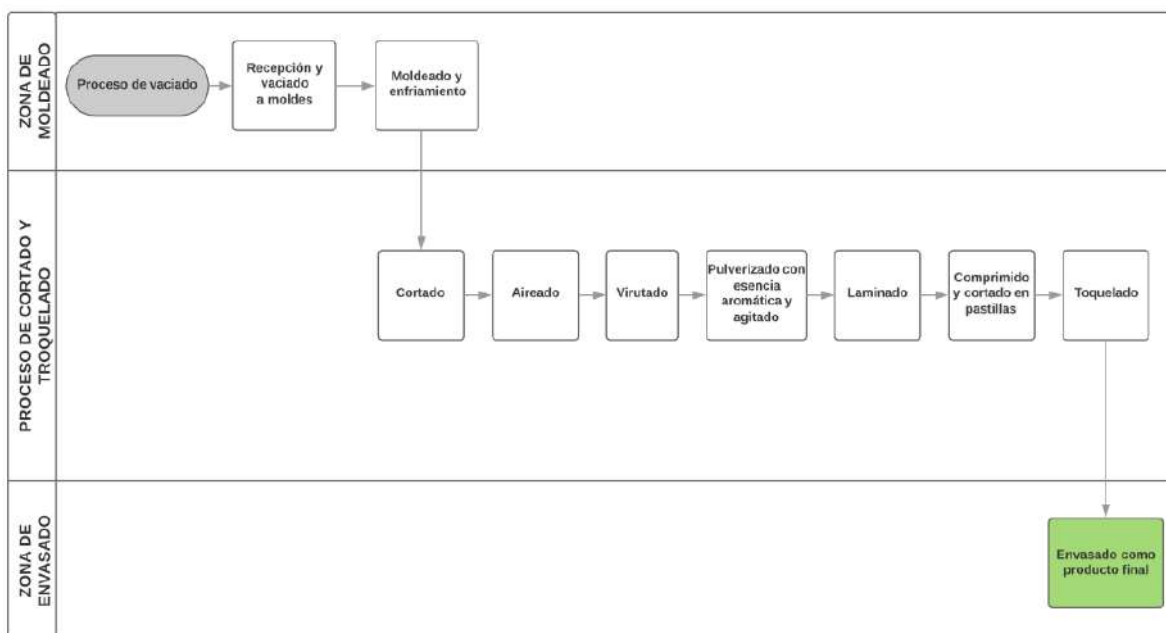 ZONA DE
MOLDEADO
Proceso de vaciado
Recepción y
vaciado
a moldes
Moldeado y
enfriamiento
PROCESO DE CORTADO Y
TROQUELADO
Cortado
Aireado
Virutado
Pulverizado con
esencia
aromática y
agitado
Laminado
Comprimido
y cortado en
pastillas
Toquelado
ZONA DE
ENVASADO
Envasado como
producto final